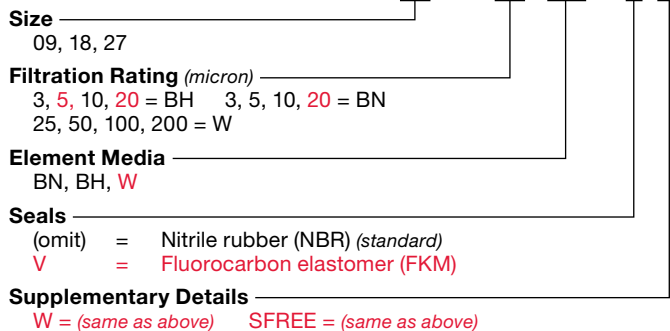 Size
09, 18, 27
Filtration Rating (micron)
3, 5, 10, 20 = BH 3, 5, 10, 20 = BN
25, 50, 100, 200 = W
Element Media
BN, BH, W
Seals
(omit) = Nitrile rubber (NBR) (standard)
V = Fluorocarbon elastomer (FKM)
Supplementary Details
W = (same as above) SFREE = (same as above)